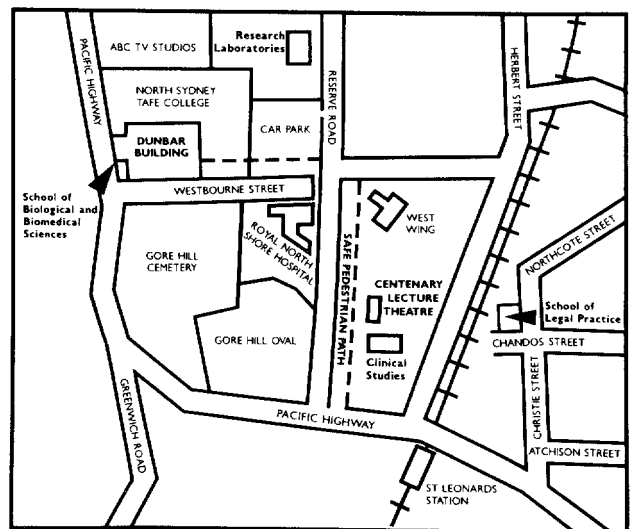 PACIFIC HIGHWAY
ABC TV STUDIOS
Research
Laboratories
RESERVE ROAD
HERBERT STREET
NORTH SYDNEY
TAFE COLLEGE
CAR PARK
DUNBAR
BUILDING
WESTBOURNE STREET
School of
Biological and
Biomedical
Sciences
ROYAL NORTH
SHORE HOSPITAL
WEST
WING
GORE HILL
CEMETERY
SAFE PEDESTRIAN PATH
NORTHCOTE STREET
CENTENARY
LECTURE
THEATRE
School of
Legal Practice
GORE HILL OVAL
Clinical
Studies
CHANDOS STREET
CHRISTIE STREET
GREENWICH ROAD
PACIFIC HIGHWAY
ATCHISON STREET
ST LEONARDS
STATION